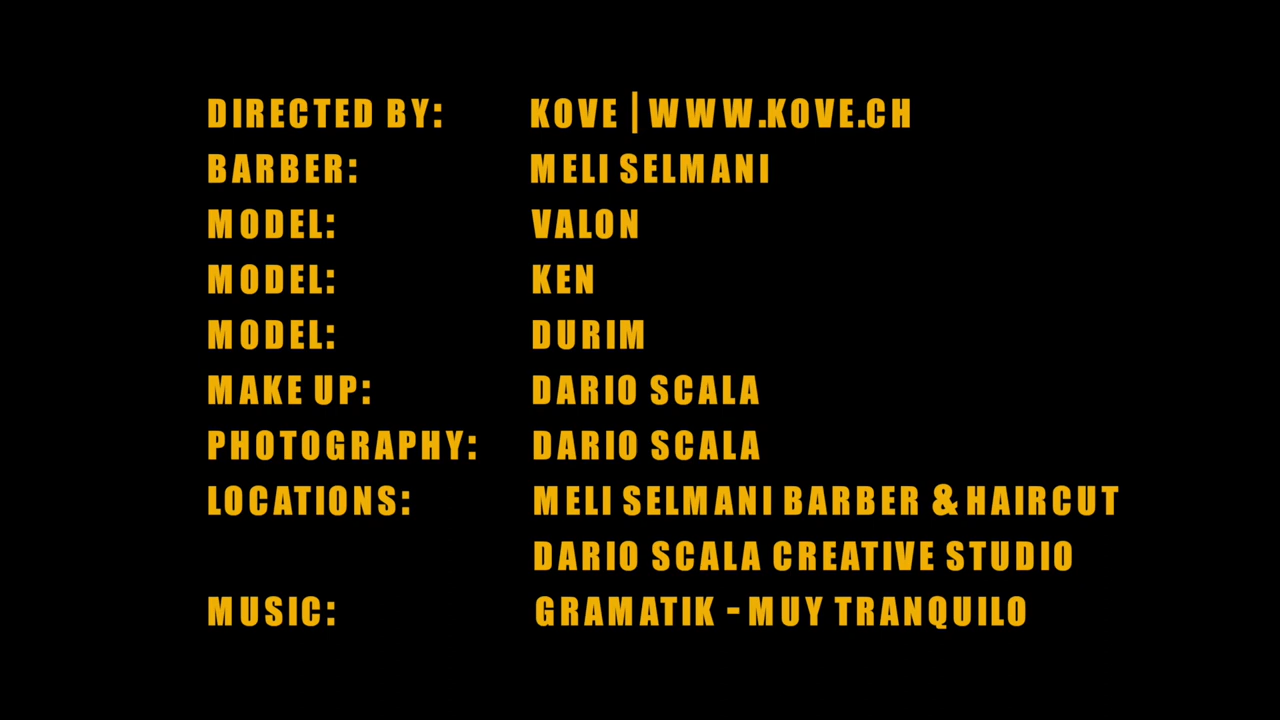 DIRECTED BY: KOVE | WWW.KOVE.CH
BARBER: MELI SELMANI
MODEL: VALON
MODEL: KEN
MODEL: DURIM
MAKE UP: DARIO SCALA
PHOTOGRAPHY: DARIO SCALA
LOCATIONS: MELI SELMANI BARBER & HAIRCUT
DARIO SCALA CREATIVE STUDIO
MUSIC: GRAMATIK - MUY TRANQUILO